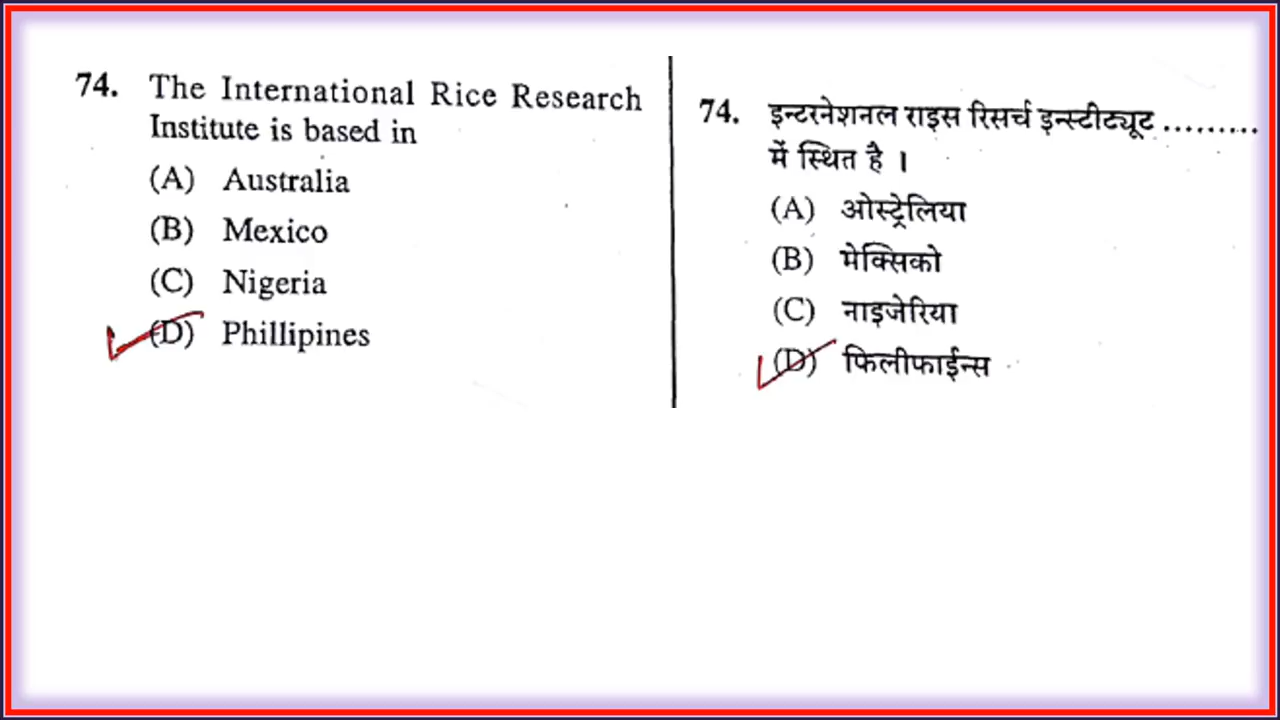 74. The International Rice Research
Institute is based in
(A) Australia
(B) Mexico
(C) Nigeria
(D) Phillipines
74. इन्टरनेशनल राइस रिसर्च इन्स्टीट्यूट .........
में स्थित है ।
(A) ओस्ट्रेलिया
(B) मेक्सिको
(C) नाइजेरिया
(D) फिलीफाईन्स